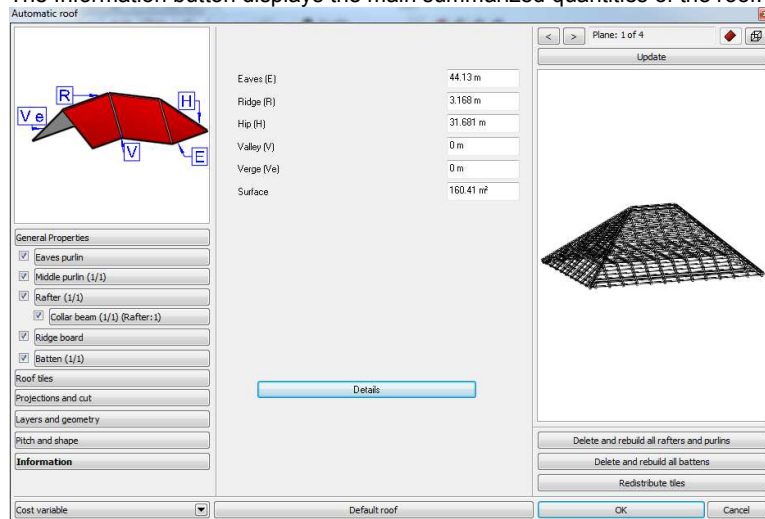 The Information button displays the main summarized quantities of the roof.
Automatic roof
R
H
V e
V
E
General Properties
Eaves purlin
Middle purlin (1/1)
Rafter (1/1)
Collar beam (1/1) (Rafter:1)
Ridge board
Batten (1/1)
Roof tiles
Projections and cut
Layers and geometry
Pitch and shape
Information
Cost variable
Eaves (E) 44.13 m
Ridge (R) 3.168 m
Hip (H) 31.681 m
Valley (V) 0 m
Verge (Ve) 0 m
Surface 160.41 m²
Details
Default roof
< > Plane: 1 of 4
Update
Delete and rebuild all rafters and purlins
Delete and rebuild all battens
Redistribute tiles
OK Cancel